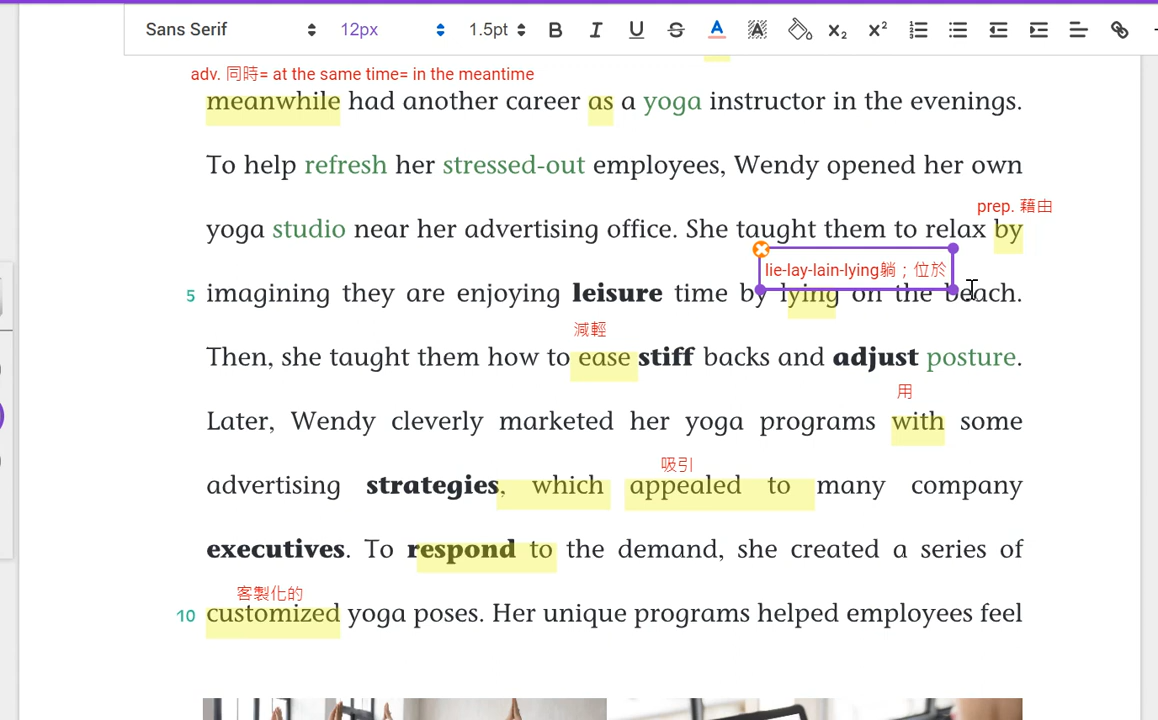 Sans Serif 12px 1.5pt B I U S A A x₂ x²
adv. 同時= at the same time= in the meantime
meanwhile had another career as a yoga instructor in the evenings.
To help refresh her stressed-out employees, Wendy opened her own
prep. 藉由
yoga studio near her advertising office. She taught them to relax by
lie-lay-lain-lying躺；位於
5 imagining they are enjoying leisure time by lying on the beach.
減輕
Then, she taught them how to ease stiff backs and adjust posture.
用
Later, Wendy cleverly marketed her yoga programs with some
吸引
advertising strategies, which appealed to many company
executives. To respond to the demand, she created a series of
客製化的
10 customized yoga poses. Her unique programs helped employees feel